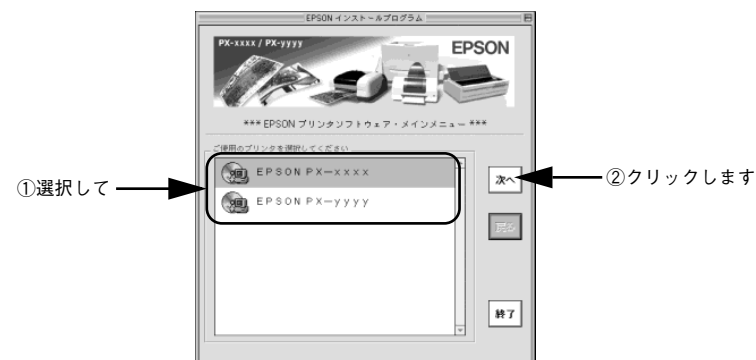 EPSON インストールプログラム
PX-xxxx / PX-yyyy
EPSON
*** EPSON プリンタソフトウェア・メインメニュー ***
ご使用のプリンタを選択してください
EPSON PX-xxxx
EPSON PX-yyyy
①選択して
次へ
②クリックします
戻る
終了